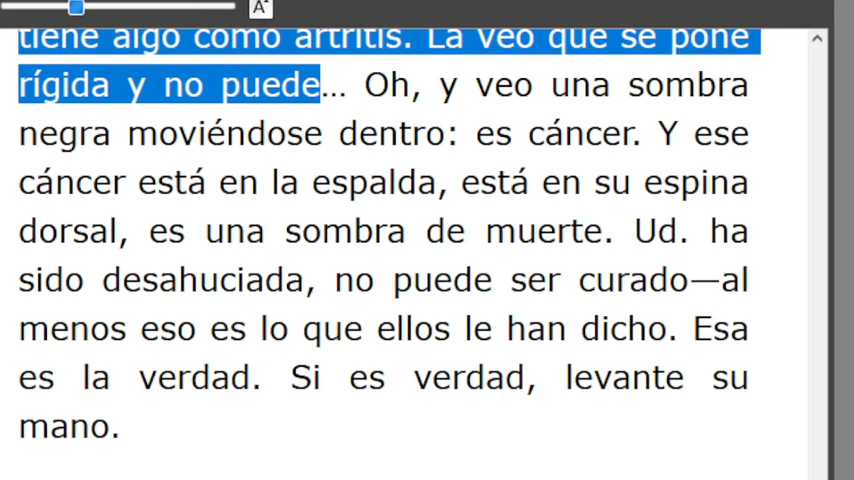 A
tiene algo como artritis. La veo que se pone
rígida y no puede… Oh, y veo una sombra
negra moviéndose dentro: es cáncer. Y ese
cáncer está en la espalda, está en su espina
dorsal, es una sombra de muerte. Ud. ha
sido desahuciada, no puede ser curado—al
menos eso es lo que ellos le han dicho. Esa
es la verdad. Si es verdad, levante su
mano.